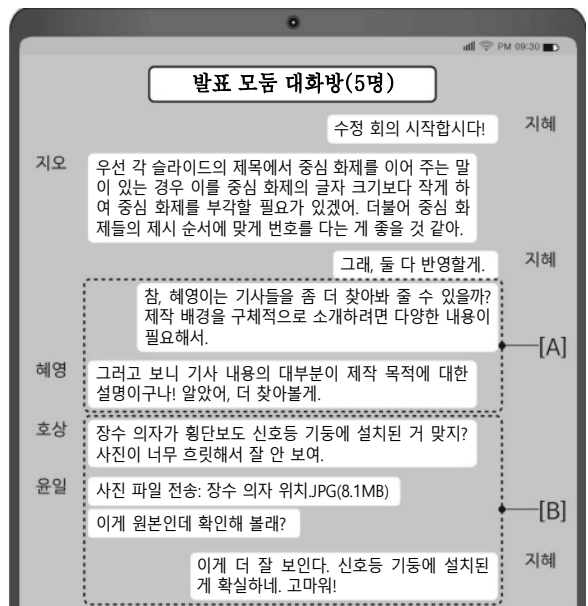 PM 09:30
발표 모둠 대화방(5명)
수정 회의 시작합시다!
지혜
지오
우선 각 슬라이드의 제목에서 중심 화제를 이어 주는 말
이 있는 경우 이를 중심 화제의 글자 크기보다 작게 하
여 중심 화제를 부각할 필요가 있겠어. 더불어 중심 화
제들의 제시 순서에 맞게 번호를 다는 게 좋을 것 같아.
그래, 둘 다 반영할게.
지혜
참, 혜영이는 기사들을 좀 더 찾아봐 줄 수 있을까?
제작 배경을 구체적으로 소개하려면 다양한 내용이
필요해서.
[A]
혜영
그러고 보니 기사 내용의 대부분이 제작 목적에 대한
설명이구나! 알았어, 더 찾아볼게.
호상
장수 의자가 횡단보도 신호등 기둥에 설치된 거 맞지?
사진이 너무 흐릿해서 잘 안 보여.
윤일
사진 파일 전송: 장수 의자 위치.JPG(8.1MB)
이게 원본인데 확인해 볼래?
[B]
이게 더 잘 보인다. 신호등 기둥에 설치된
게 확실하네. 고마워!
지혜